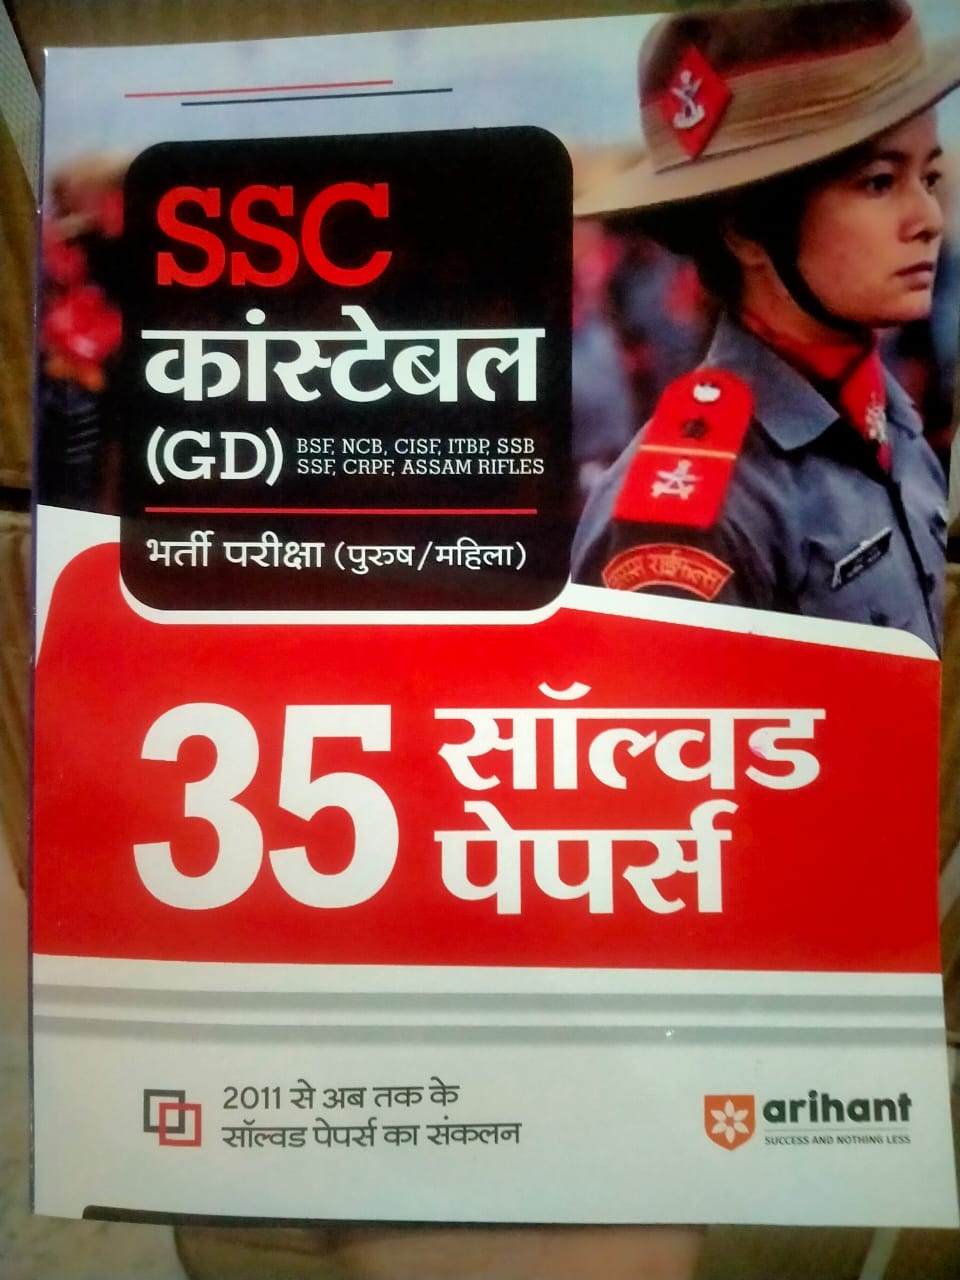 SSC
कांस्टेबल
(GD) BSF, NCB, CISF, ITBP, SSB
SSF, CRPF, ASSAM RIFLES
भर्ती परीक्षा (पुरुष/महिला)
35 सॉल्वड
पेपर्स
2011 से अब तक के
सॉल्वड पेपर्स का संकलन
arihant
SUCCESS AND NOTHING LESS